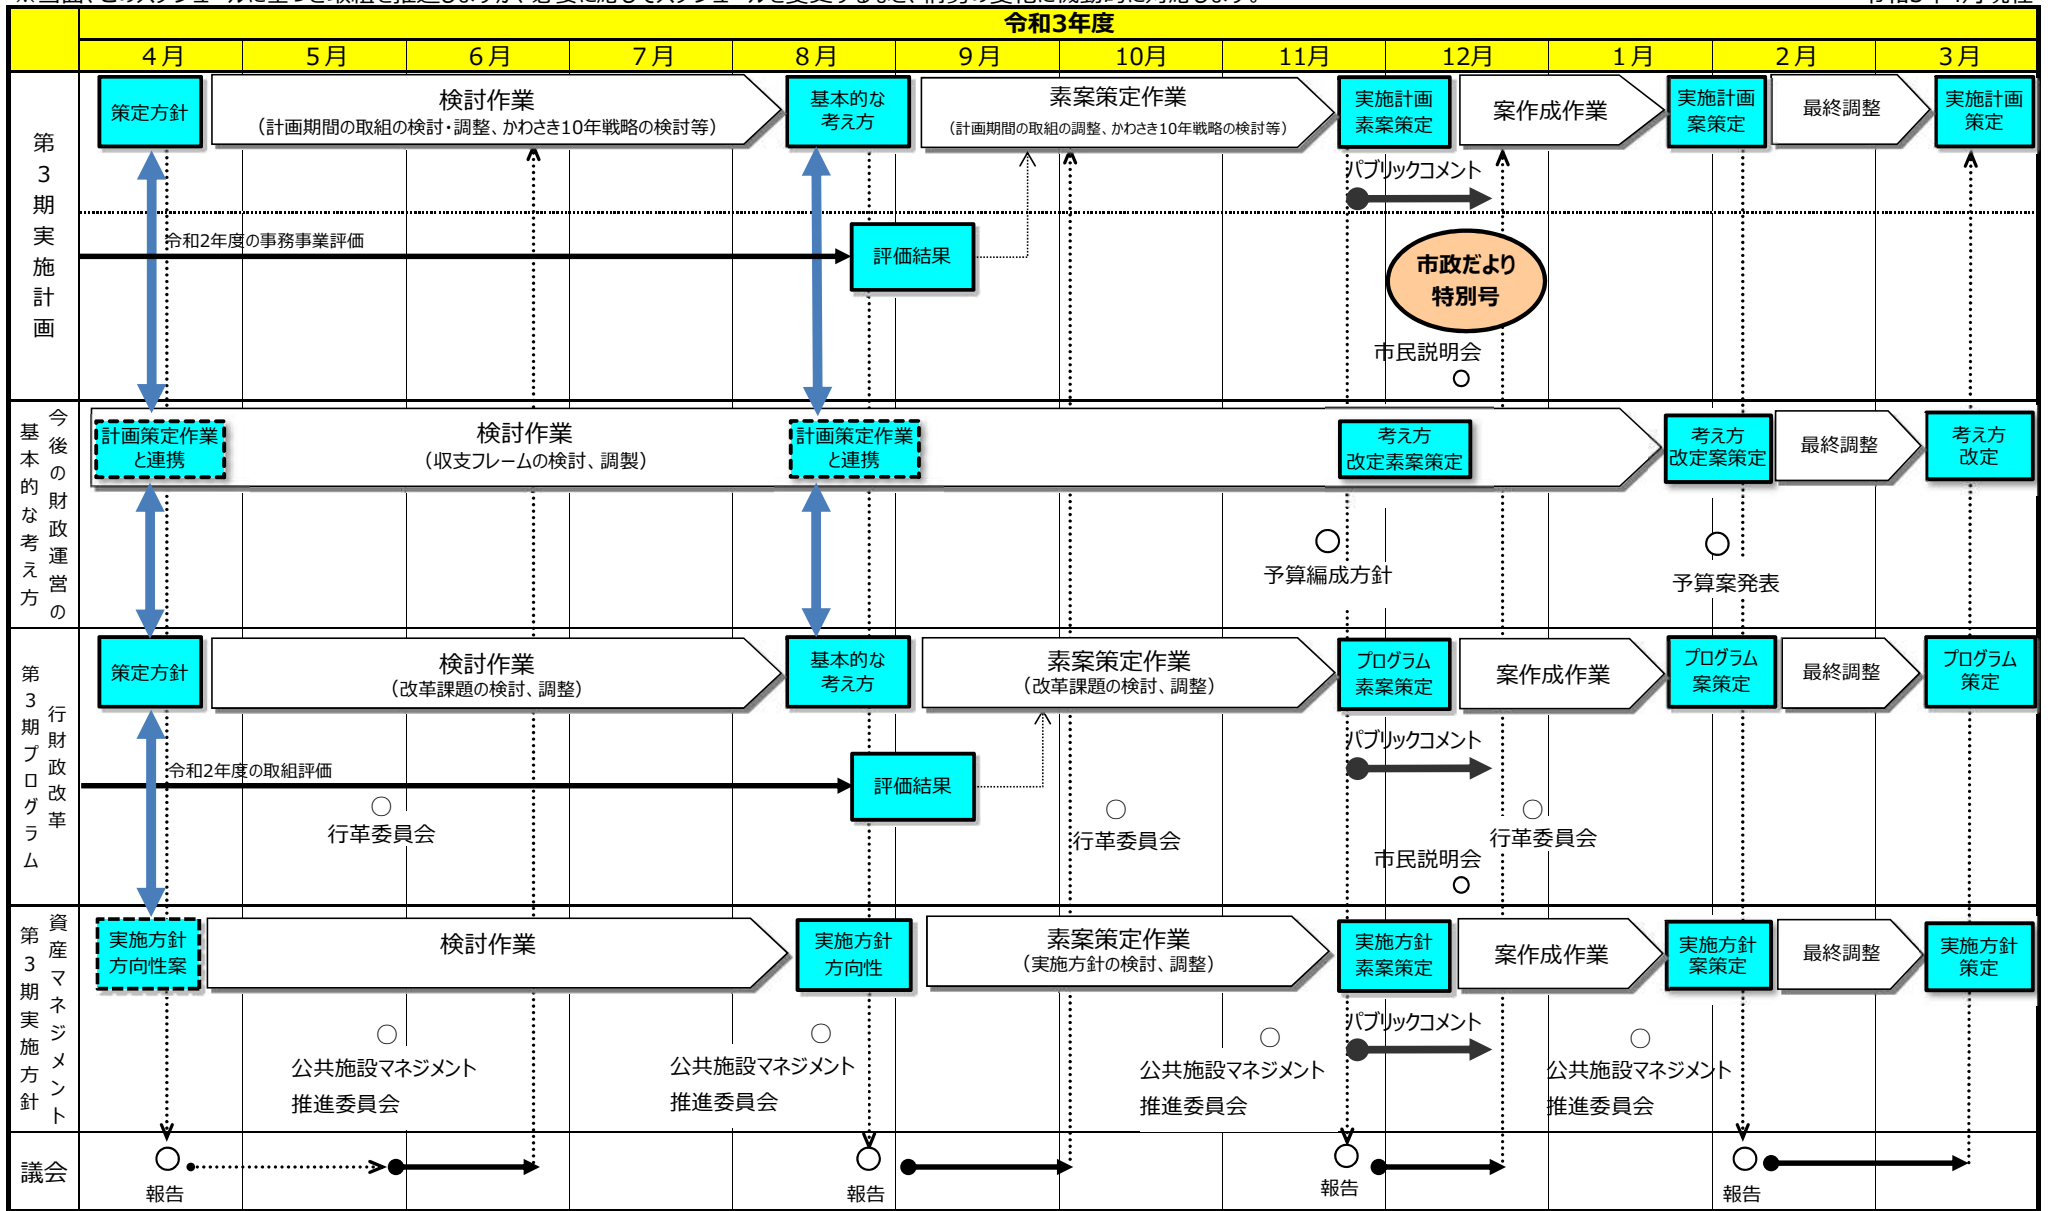 令和3年度
4月 5月 6月 7月 8月 9月 10月 11月 12月 1月 2月 3月
第3期実施計画
策定方針
検討作業
(計画期間の取組の検討・調整、かわさき10年戦略の検討等)
基本的な
考え方
素案策定作業
(計画期間の取組の調整、かわさき10年戦略の検討等)
実施計画
素案策定
案作成作業
実施計画
案策定
最終調整
実施計画
策定
パブリックコメント
令和2年度の事務事業評価
評価結果
市政だより
特別号
市民説明会
今後の財政運営の
基本的な考え方
計画策定作業
と連携
検討作業
(収支フレームの検討、調製)
計画策定作業
と連携
考え方
改定素案策定
考え方
改定案策定
最終調整
考え方
改定
予算編成方針
予算案発表
行財政改革
第3期プログラム
策定方針
検討作業
(改革課題の検討、調整)
基本的な
考え方
素案策定作業
(改革課題の検討、調整)
プログラム
素案策定
案作成作業
プログラム
案策定
最終調整
プログラム
策定
パブリックコメント
令和2年度の取組評価
評価結果
行革委員会
行革委員会
行革委員会
市民説明会
資産マネジメント
第3期実施方針
実施方針
方向性案
検討作業
実施方針
方向性
素案策定作業
(実施方針の検討、調整)
実施方針
素案策定
案作成作業
実施方針
案策定
最終調整
実施方針
策定
パブリックコメント
公共施設マネジメント
推進委員会
公共施設マネジメント
推進委員会
公共施設マネジメント
推進委員会
公共施設マネジメント
推進委員会
議会
報告
報告
報告
報告